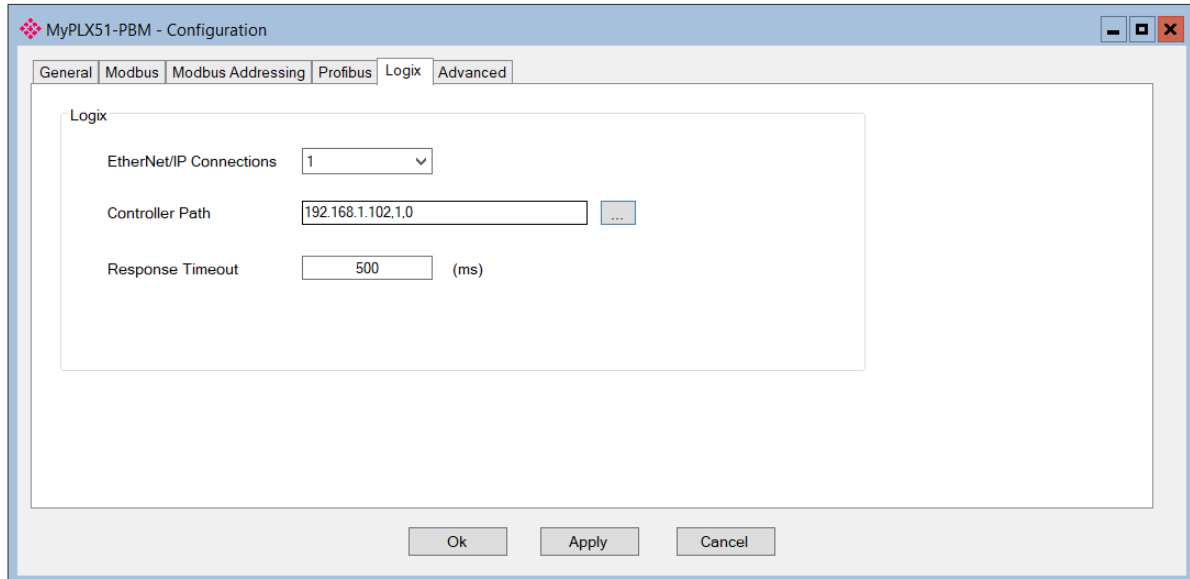 MyPLX51-PBM - Configuration
General Modbus Modbus Addressing Profibus Logix Advanced
Logix
EtherNet/IP Connections 1
Controller Path 192.168.1.102,1,0 ...
Response Timeout 500 (ms)
Ok Apply Cancel